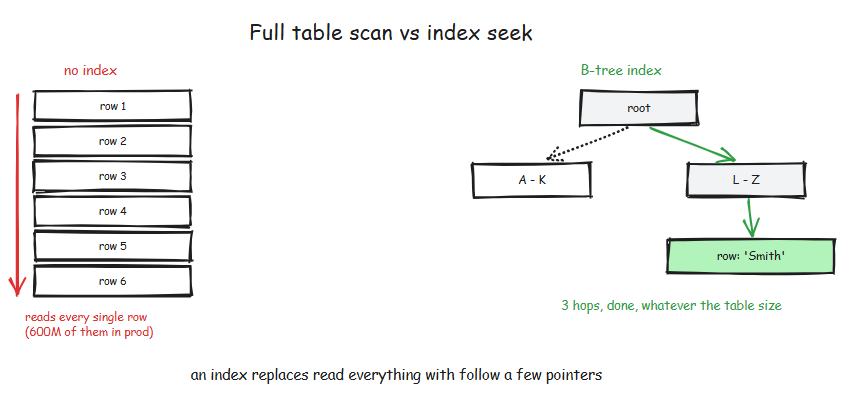 Full table scan vs index seek
no index
row 1
row 2
row 3
row 4
row 5
row 6
reads every single row
(600M of them in prod)
B-tree index
root
A - K
L - Z
row: 'Smith'
3 hops, done, whatever the table size
an index replaces read everything with follow a few pointers